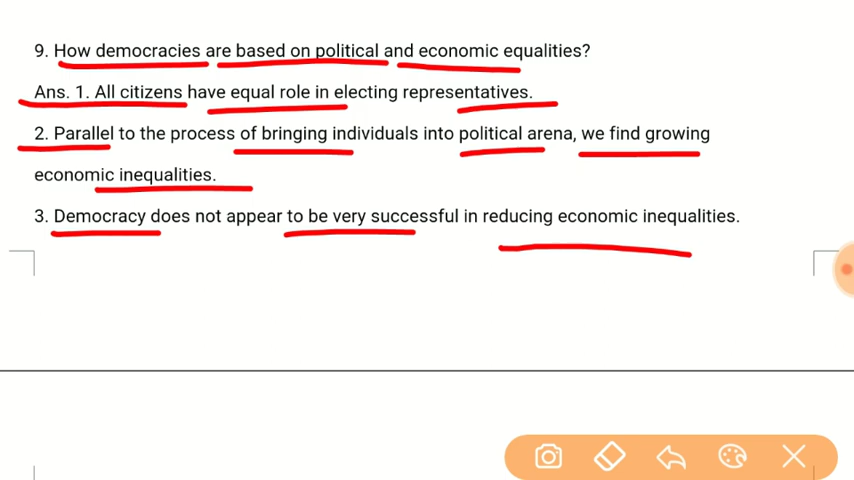 9. How democracies are based on political and economic equalities?
Ans. 1. All citizens have equal role in electing representatives.
2. Parallel to the process of bringing individuals into political arena, we find growing
economic inequalities.
3. Democracy does not appear to be very successful in reducing economic inequalities.